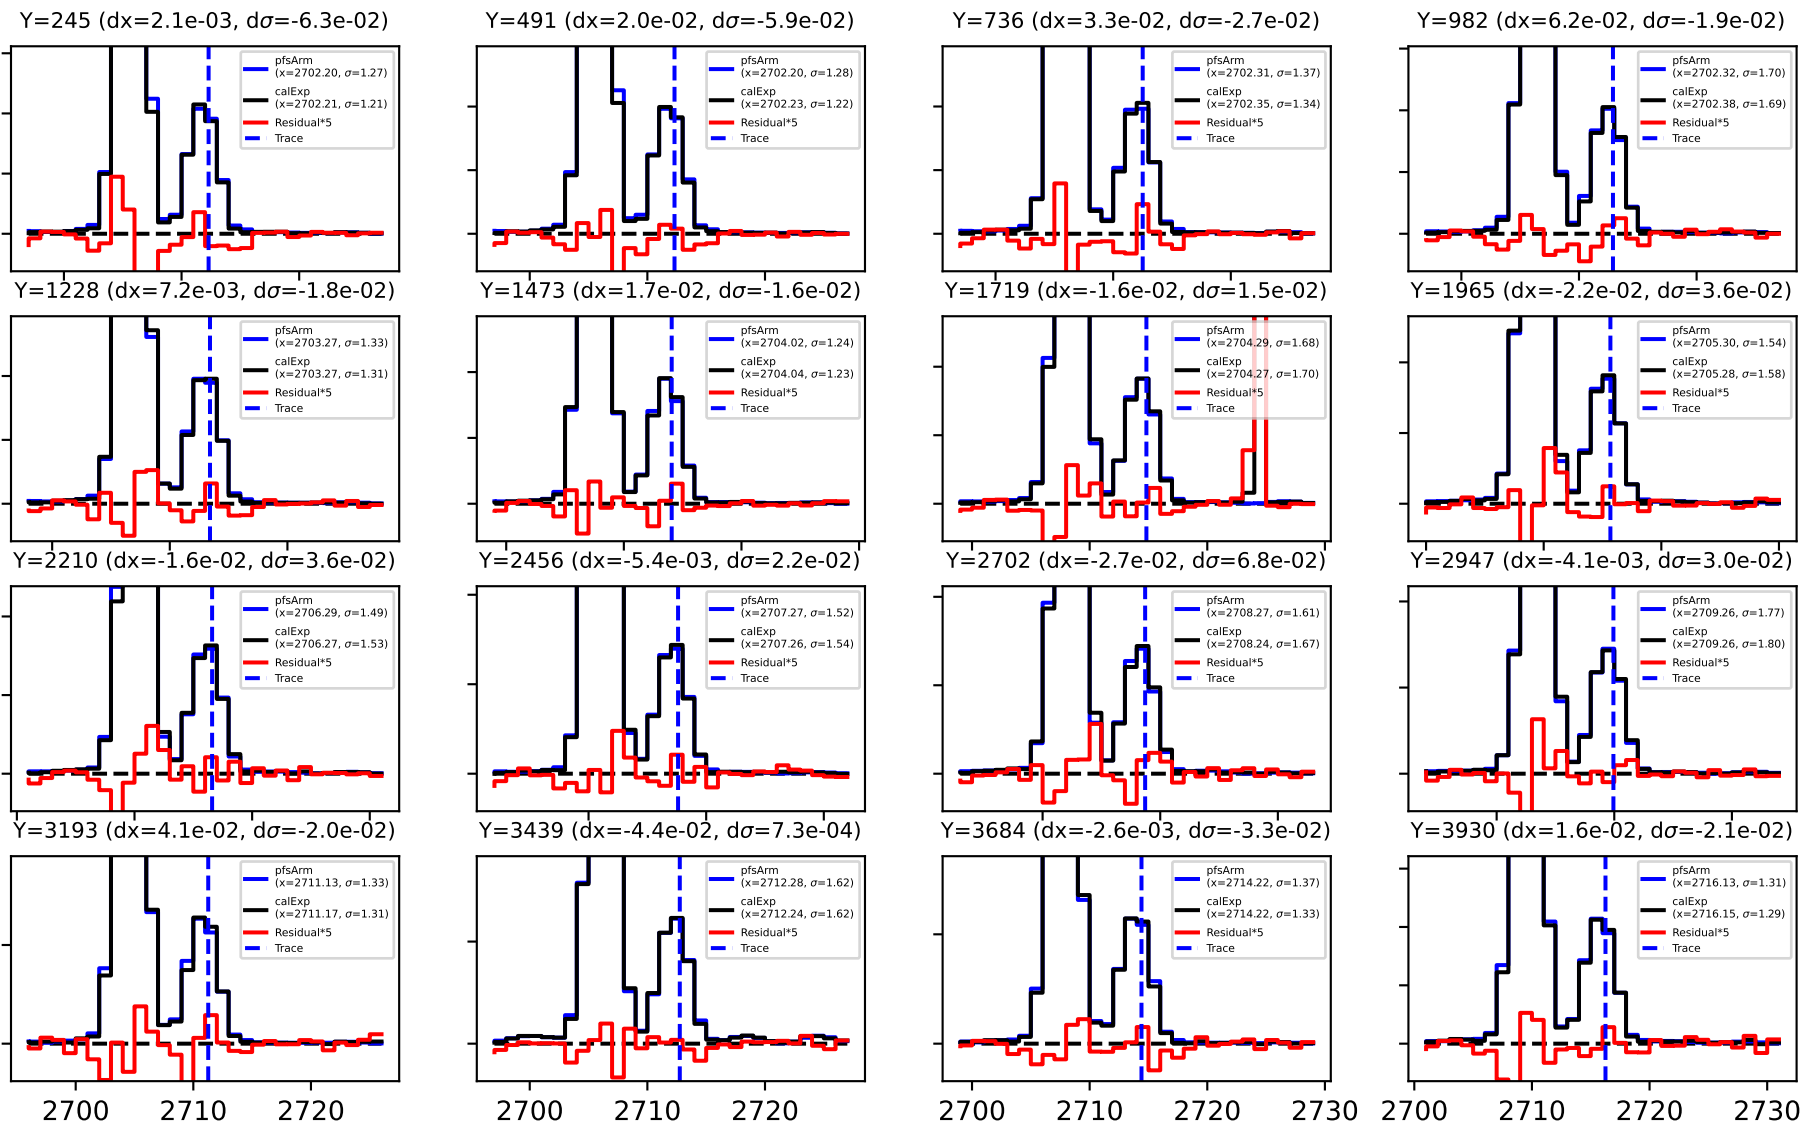 Y=245 (dx=2.1e-03, dσ=-6.3e-02)
pfsArm
(x=2702.20, σ=1.27)
calExp
(x=2702.21, σ=1.21)
Residual*5
Trace
Y=491 (dx=2.0e-02, dσ=-5.9e-02)
pfsArm
(x=2702.20, σ=1.28)
calExp
(x=2702.23, σ=1.22)
Residual*5
Trace
Y=736 (dx=3.3e-02, dσ=-2.7e-02)
pfsArm
(x=2702.31, σ=1.37)
calExp
(x=2702.35, σ=1.34)
Residual*5
Trace
Y=982 (dx=6.2e-02, dσ=-1.9e-02)
pfsArm
(x=2702.32, σ=1.70)
calExp
(x=2702.38, σ=1.69)
Residual*5
Trace
Y=1228 (dx=7.2e-03, dσ=-1.8e-02)
pfsArm
(x=2703.27, σ=1.33)
calExp
(x=2703.27, σ=1.31)
Residual*5
Trace
Y=1473 (dx=1.7e-02, dσ=-1.6e-02)
pfsArm
(x=2704.02, σ=1.24)
calExp
(x=2704.04, σ=1.23)
Residual*5
Trace
Y=1719 (dx=-1.6e-02, dσ=1.5e-02)
pfsArm
(x=2704.29, σ=1.68)
calExp
(x=2704.27, σ=1.70)
Residual*5
Trace
Y=1965 (dx=-2.2e-02, dσ=3.6e-02)
pfsArm
(x=2705.30, σ=1.54)
calExp
(x=2705.28, σ=1.58)
Residual*5
Trace
Y=2210 (dx=-1.6e-02, dσ=3.6e-02)
pfsArm
(x=2706.29, σ=1.49)
calExp
(x=2706.27, σ=1.53)
Residual*5
Trace
Y=2456 (dx=-5.4e-03, dσ=2.2e-02)
pfsArm
(x=2707.27, σ=1.52)
calExp
(x=2707.26, σ=1.54)
Residual*5
Trace
Y=2702 (dx=-2.7e-02, dσ=6.8e-02)
pfsArm
(x=2708.27, σ=1.61)
calExp
(x=2708.24, σ=1.67)
Residual*5
Trace
Y=2947 (dx=-4.1e-03, dσ=3.0e-02)
pfsArm
(x=2709.26, σ=1.77)
calExp
(x=2709.26, σ=1.80)
Residual*5
Trace
Y=3193 (dx=4.1e-02, dσ=-2.0e-02)
pfsArm
(x=2711.13, σ=1.33)
calExp
(x=2711.17, σ=1.31)
Residual*5
Trace
2700 2710 2720
Y=3439 (dx=-4.4e-02, dσ=7.3e-04)
pfsArm
(x=2712.28, σ=1.62)
calExp
(x=2712.24, σ=1.62)
Residual*5
Trace
2700 2710 2720
Y=3684 (dx=-2.6e-03, dσ=-3.3e-02)
pfsArm
(x=2714.22, σ=1.37)
calExp
(x=2714.22, σ=1.33)
Residual*5
Trace
2700 2710 2720 2730
Y=3930 (dx=1.6e-02, dσ=-2.1e-02)
pfsArm
(x=2716.13, σ=1.31)
calExp
(x=2716.15, σ=1.29)
Residual*5
Trace
2700 2710 2720 2730